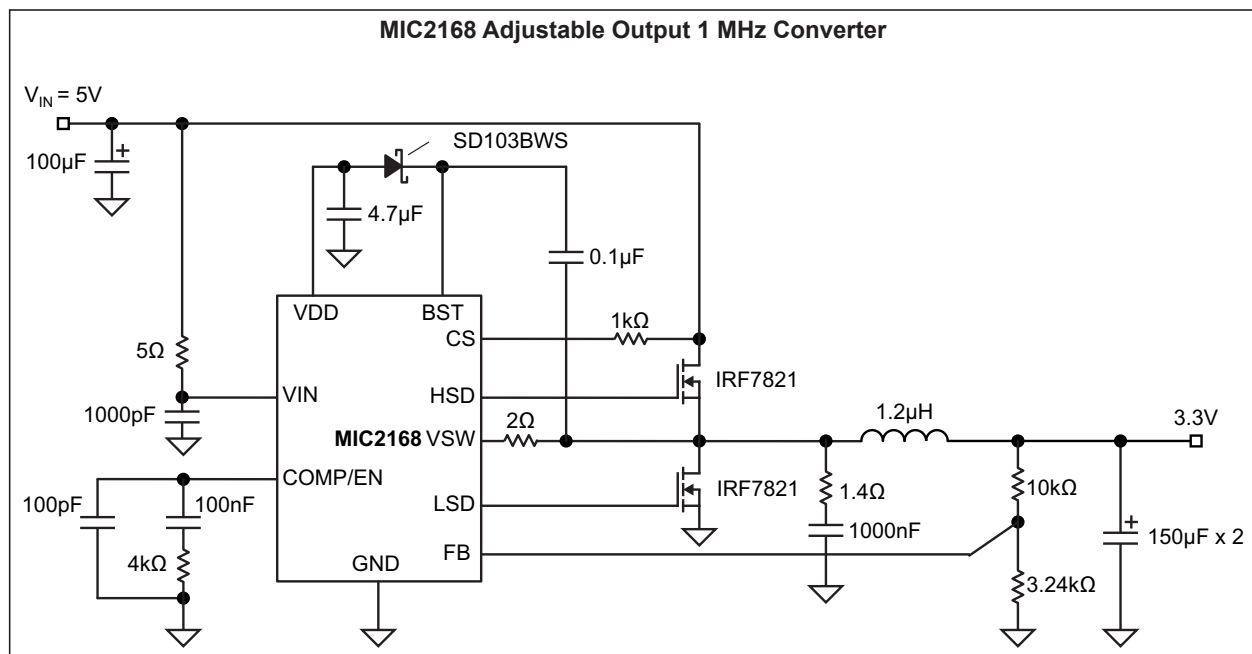 MIC2168 Adjustable Output 1 MHz Converter
VIN = 5V
SD103BWS
100µF
+
4.7µF
0.1µF
VDD
BST
1kΩ
CS
5Ω
IRF7821
VIN
HSD
1000pF
2Ω
1.2µH
3.3V
MIC2168
VSW
COMP/EN
IRF7821
100pF
100nF
LSD
1.4Ω
10kΩ
1000nF
+
150µF x 2
FB
4kΩ
GND
3.24kΩ